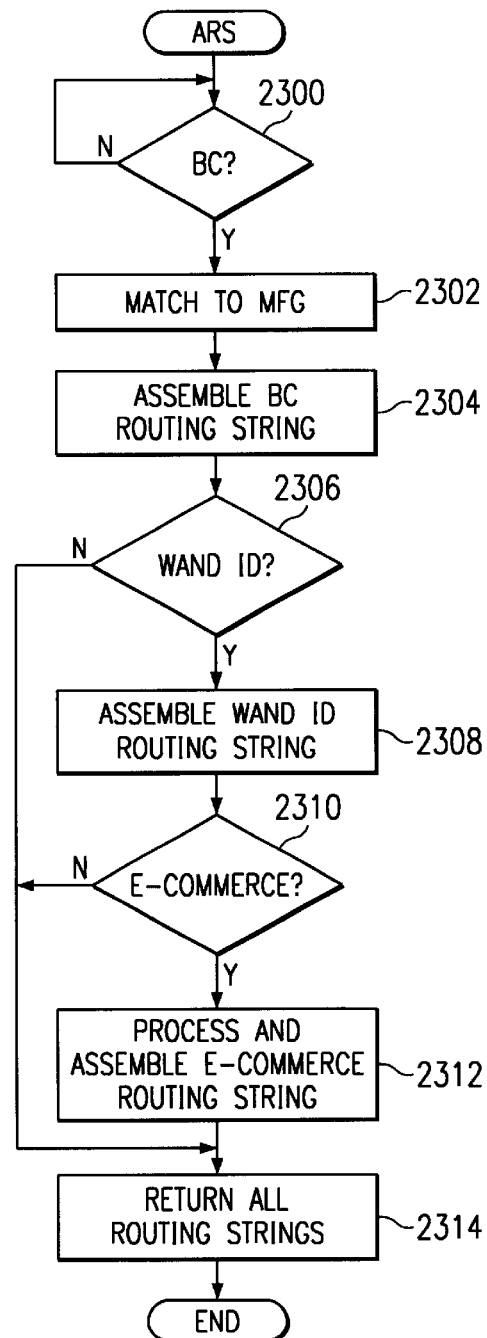 ARS
2300
BC?
N
Y
MATCH TO MFG
2302
ASSEMBLE BC
ROUTING STRING
2304
2306
WAND ID?
N
Y
ASSEMBLE WAND ID
ROUTING STRING
2308
2310
E-COMMERCE?
N
Y
PROCESS AND
ASSEMBLE E-COMMERCE
ROUTING STRING
2312
RETURN ALL
ROUTING STRINGS
2314
END